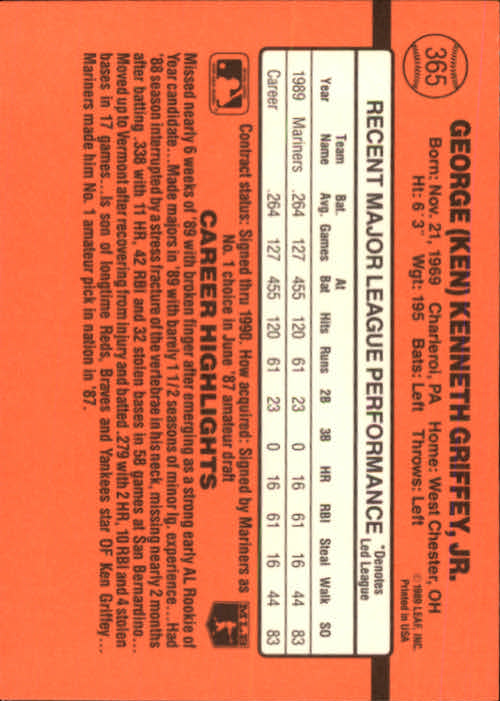 365
GEORGE (KEN) KENNETH GRIFFEY, JR.
Born: Nov. 21, 1969 Charleroi, PA Home: West Chester, OH
Ht: 6 3" Wgt: 195 Bats: Left Throws: Left
© 1989 LEAF, INC.
Printed in USA
RECENT MAJOR LEAGUE PERFORMANCE *Denotes Led League
Year Team Name Bat. Avg. Games At Bat Hits Runs 2B 3B HR RBI Steal Walk SO
1989 Mariners .264 127 455 120 61 23 0 16 61 16 44 83
Career .264 127 455 120 61 23 0 16 61 16 44 83
Contract status: Signed thru 1990. How acquired: Signed by Mariners as
No. 1 choice in June '87 amateur draft
MLB
CAREER HIGHLIGHTS
Missed nearly 6 weeks of '89 with broken finger after emerging as a strong early AL Rookie of
Year candidate...Made majors in '89 with barely 1 1/2 seasons of minor lg. experience...Had
'88 season interrupted by a stress fracture of the vertebrae in his neck, missing nearly 2 months
after batting .338 with 11 HR, 42 RBI and 32 stolen bases in 58 games at San Bernardino...
Moved up to Vermont after recovering from injury and batted .279 with 2 HR, 10 RBI and 4 stolen
bases in 17 games...Is son of longtime Reds, Braves and Yankees star OF Ken Griffey...
Mariners made him No. 1 amateur pick in nation in '87.